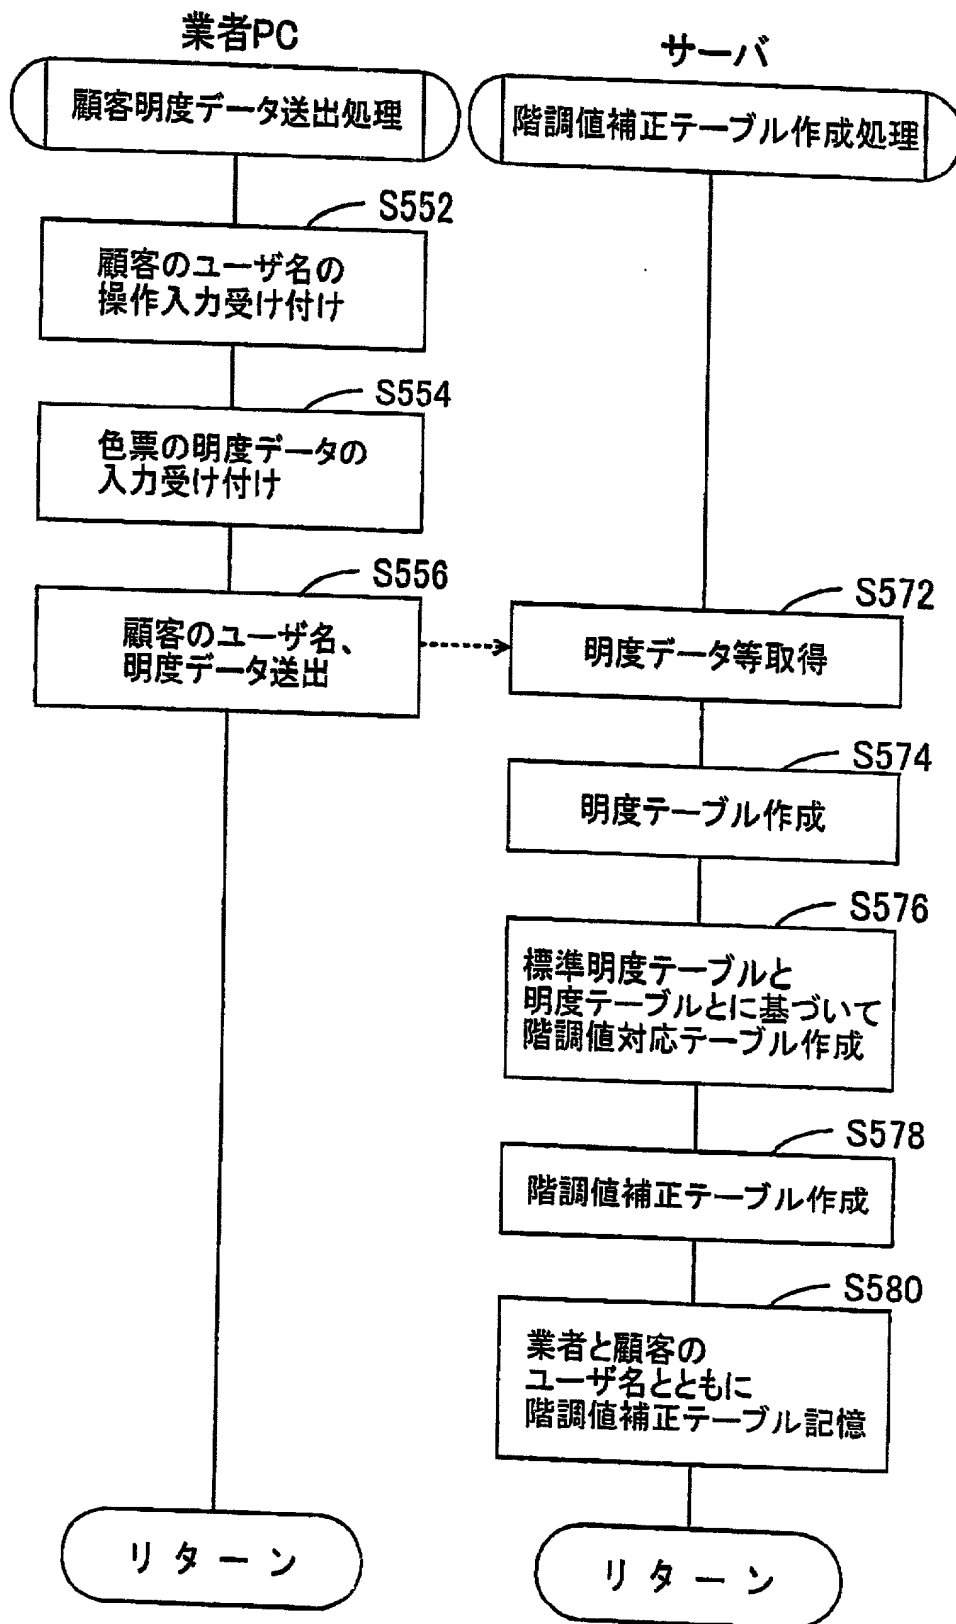 業者PC
顧客明度データ送出処理
S552
顧客のユーザ名の
操作入力受け付け
S554
色票の明度データの
入力受け付け
S556
顧客のユーザ名、
明度データ送出
リターン
サーバ
階調値補正テーブル作成処理
S572
明度データ等取得
S574
明度テーブル作成
S576
標準明度テーブルと
明度テーブルとに基づいて
階調値対応テーブル作成
S578
階調値補正テーブル作成
S580
業者と顧客の
ユーザ名とともに
階調値補正テーブル記憶
リターン